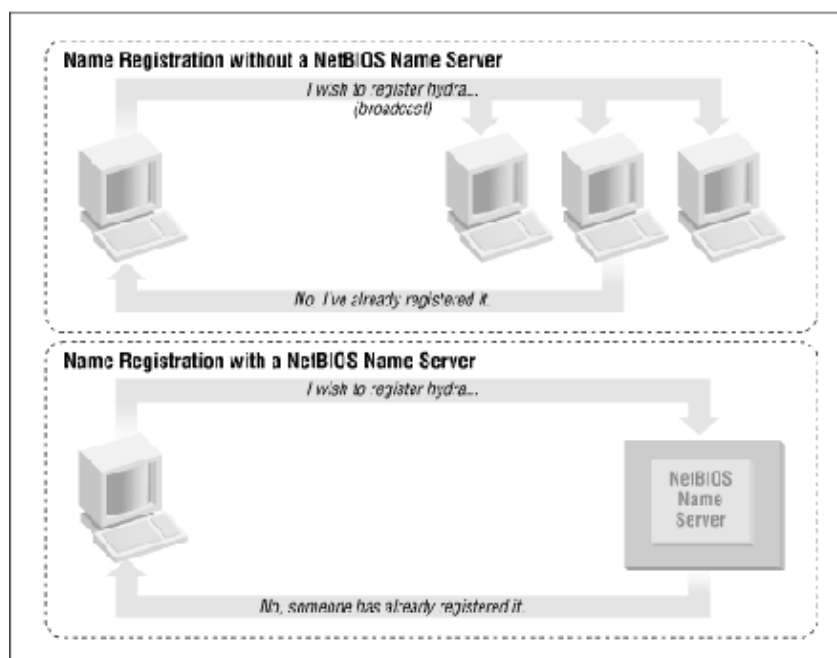 Name Registration without a NetBIOS Name Server
I wish to register hydra...
(broadcast)
No, I've already registered it.
Name Registration with a NetBIOS Name Server
I wish to register hydra...
NetBIOS
Name
Server
No, someone has already registered it.